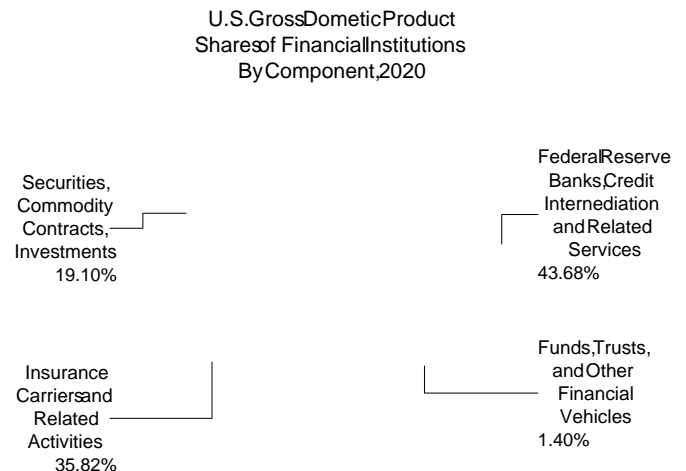 U.S.GrossDometicProduct
Sharesof FinancialInstitutions
ByComponent,2020
Securities,
Commodity
Contracts,
Investments
19.10%
FederalReserve
Banks,Credit
Internediation
andRelated
Services
43.68%
Insurance
Carriersand
Related
Activities
35.82%
Funds,Trusts,
andOther
Financial
Vehicles
1.40%